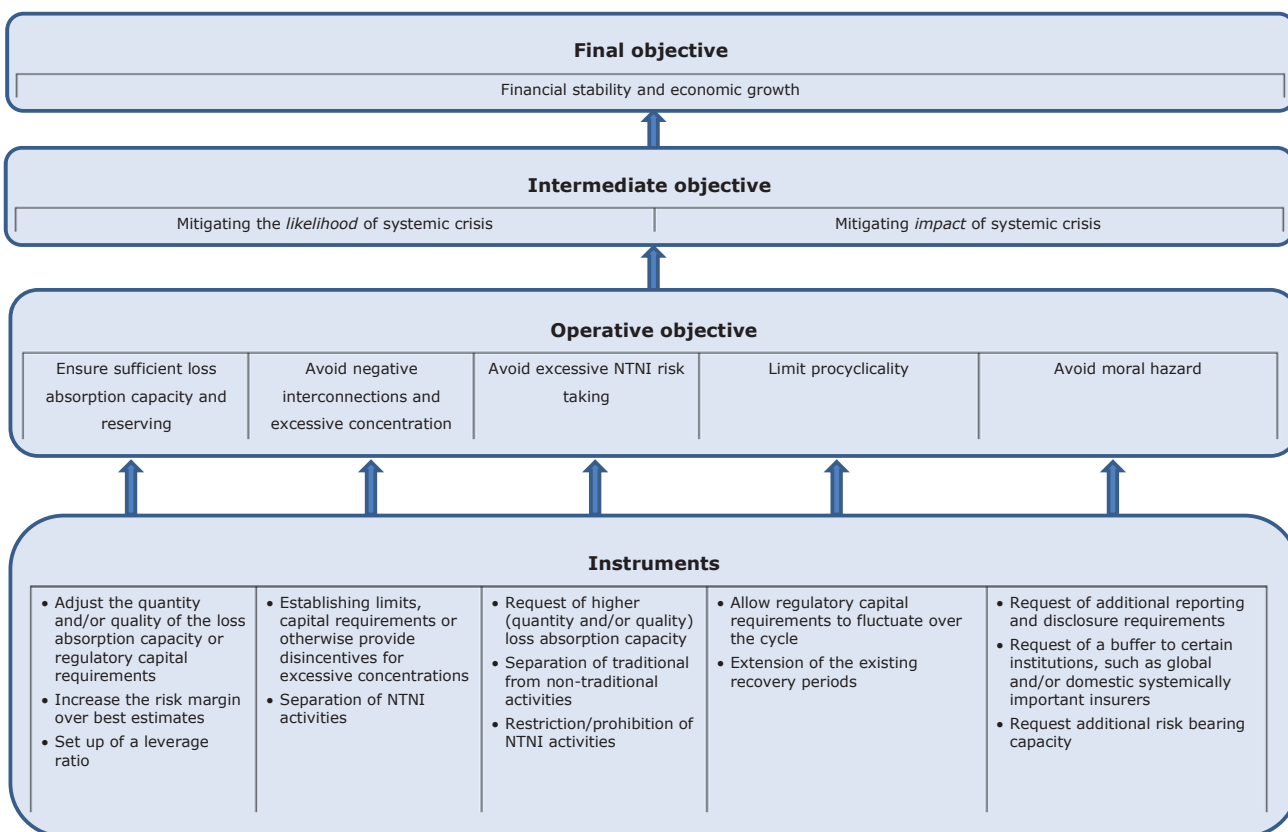 Final objective
Financial stability and economic growth
Intermediate objective
Mitigating the likelihood of systemic crisis
Mitigating impact of systemic crisis
Operative objective
Ensure sufficient loss
absorption capacity and
reserving
Avoid negative
interconnections and
excessive concentration
Avoid excessive NTNI risk
taking
Limit procyclicality
Avoid moral hazard
Instruments
• Adjust the quantity
and/or quality of the loss
absorption capacity or
regulatory capital
requirements
• Increase the risk margin
over best estimates
• Set up of a leverage
ratio
• Establishing limits,
capital requirements or
otherwise provide
disincentives for
excessive concentrations
• Separation of NTNI
activities
• Request of higher
(quantity and/or quality)
loss absorption capacity
• Separation of traditional
from non-traditional
activities
• Restriction/prohibition of
NTNI activities
• Allow regulatory capital
requirements to fluctuate over
the cycle
• Extension of the existing
recovery periods
• Request of additional reporting
and disclosure requirements
• Request of a buffer to certain
institutions, such as global
and/or domestic systemically
important insurers
• Request additional risk bearing
capacity